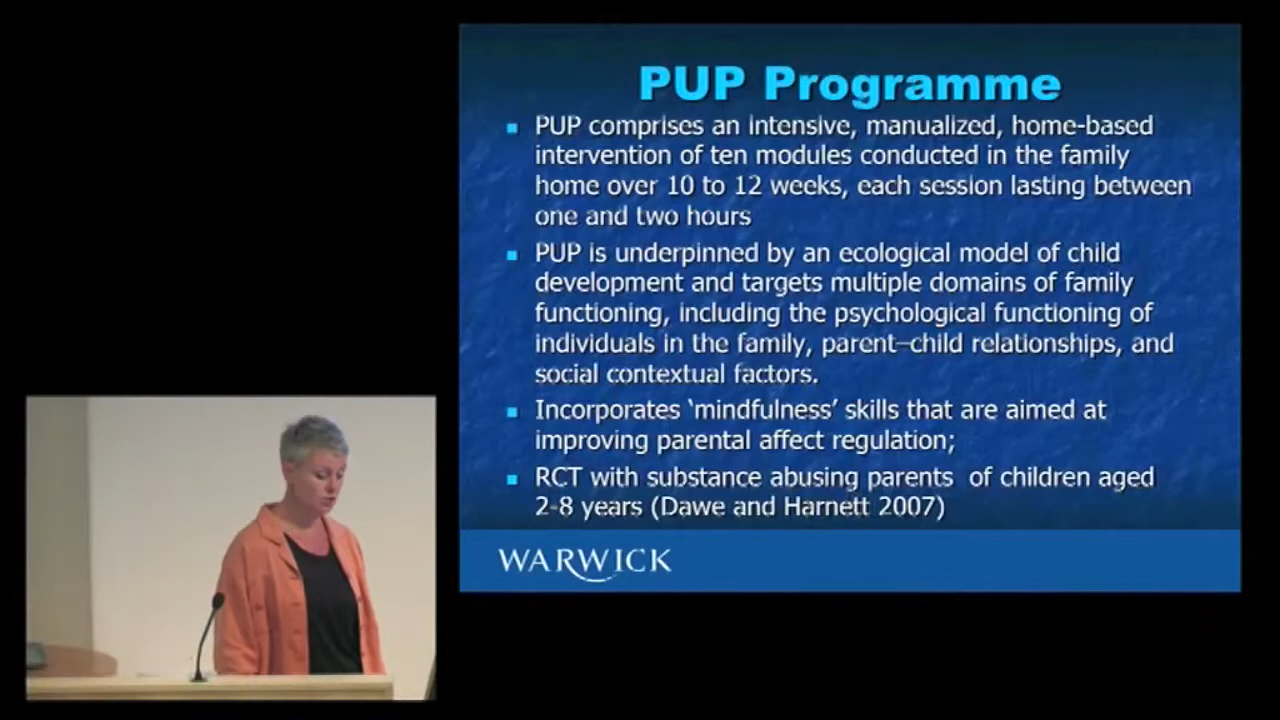 PUP Programme
▪ PUP comprises an intensive, manualized, home-based
intervention of ten modules conducted in the family
home over 10 to 12 weeks, each session lasting between
one and two hours
▪ PUP is underpinned by an ecological model of child
development and targets multiple domains of family
functioning, including the psychological functioning of
individuals in the family, parent–child relationships, and
social contextual factors.
▪ Incorporates ‘mindfulness’ skills that are aimed at
improving parental affect regulation;
▪ RCT with substance abusing parents  of children aged
2-8 years (Dawe and Harnett 2007)
WARWICK